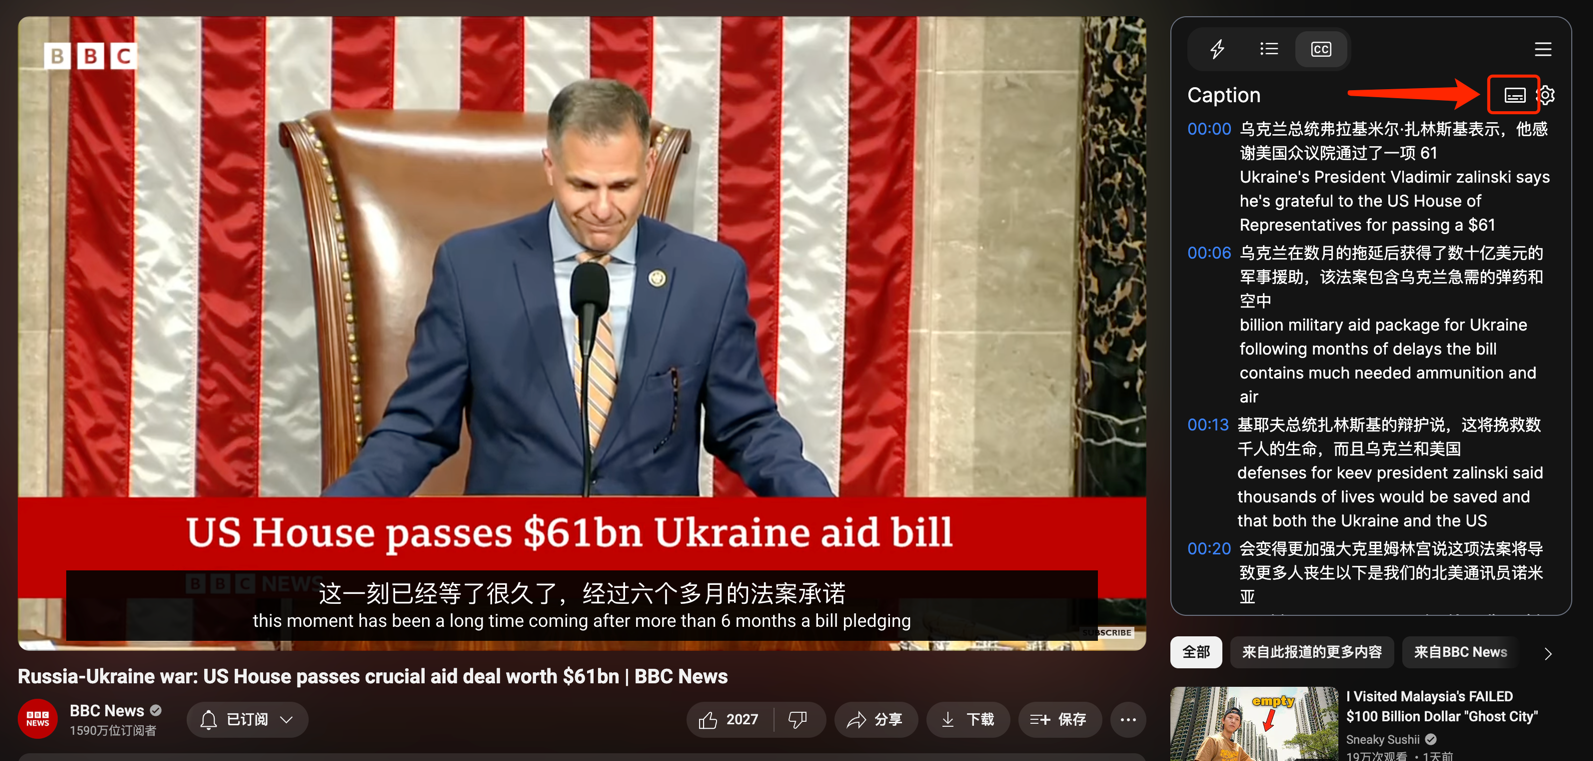 BBC
US House passes $61bn Ukraine aid bill
BBC NEWS
这一刻已经等了很久了，经过六个多月的法案承诺
this moment has been a long time coming after more than 6 months a bill pledging
SCRIBE
Russia-Ukraine war: US House passes crucial aid deal worth $61bn | BBC News
BBC NEWS
BBC News
1590万位订阅者
已订阅
2027
分享
下载
保存
CC
Caption
00:00 乌克兰总统弗拉基米尔·扎林斯基表示，他感
谢美国众议院通过了一项 61
Ukraine's President Vladimir zalinski says
he's grateful to the US House of
Representatives for passing a $61
00:06 乌克兰在数月的拖延后获得了数十亿美元的
军事援助，该法案包含乌克兰急需的弹药和
空中
billion military aid package for Ukraine
following months of delays the bill
contains much needed ammunition and
air
00:13 基耶夫总统扎林斯基的辩护说，这将挽救数
千人的生命，而且乌克兰和美国
defenses for keev president zalinski said
thousands of lives would be saved and
that both the Ukraine and the US
00:20 会变得更加强大克里姆林宫说这项法案将导
致更多人丧生以下是我们的北美通讯员诺米
亚
全部
来自此报道的更多内容
来自BBC News
empty
I Visited Malaysia's FAILED
$100 Billion Dollar "Ghost City"
Sneaky Sushii
19万次观看 · 1天前